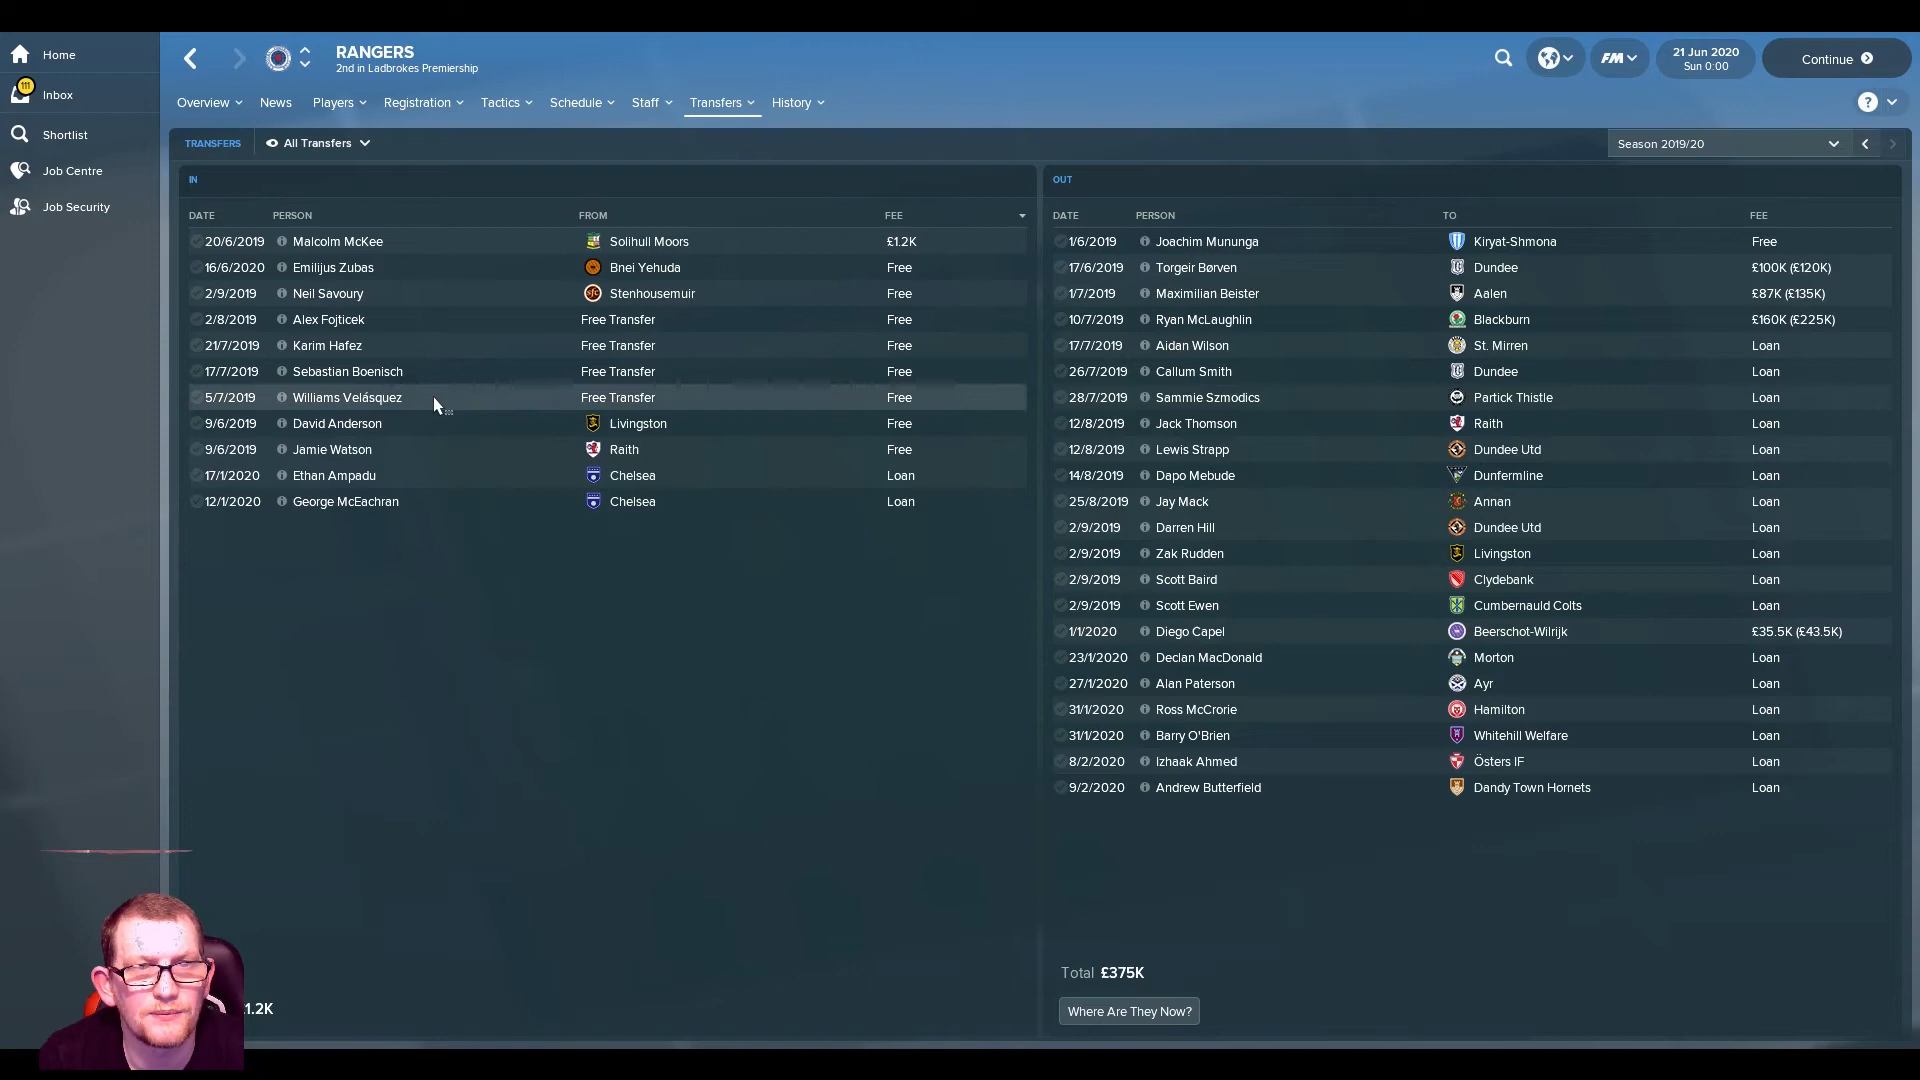 Home
Inbox
111
Shortlist
Job Centre
Job Security
RANGERS
2nd in Ladbrokes Premiership
FM
21 Jun 2020
Sun 0:00
Continue
Overview News Players Registration Tactics Schedule Staff Transfers History
?
TRANSFERS All Transfers
Season 2019/20
IN
DATE PERSON FROM FEE
20/6/2019 Malcolm McKee Solihull Moors £1.2K
16/6/2020 Emilijus Zubas Bnei Yehuda Free
2/9/2019 Neil Savoury Stenhousemuir Free
2/8/2019 Alex Fojticek Free Transfer Free
21/7/2019 Karim Hafez Free Transfer Free
17/7/2019 Sebastian Boenisch Free Transfer Free
5/7/2019 Williams Velásquez Free Transfer Free
9/6/2019 David Anderson Livingston Free
9/6/2019 Jamie Watson Raith Free
17/1/2020 Ethan Ampadu Chelsea Loan
12/1/2020 George McEachran Chelsea Loan
1.2K
OUT
DATE PERSON TO FEE
1/6/2019 Joachim Mununga Kiryat-Shmona Free
17/6/2019 Torgeir Børven Dundee £100K (£120K)
1/7/2019 Maximilian Beister Aalen £87K (£135K)
10/7/2019 Ryan McLaughlin Blackburn £160K (£225K)
17/7/2019 Aidan Wilson St. Mirren Loan
26/7/2019 Callum Smith Dundee Loan
28/7/2019 Sammie Szmodics Partick Thistle Loan
12/8/2019 Jack Thomson Raith Loan
12/8/2019 Lewis Strapp Dundee Utd Loan
14/8/2019 Dapo Mebude Dunfermline Loan
25/8/2019 Jay Mack Annan Loan
2/9/2019 Darren Hill Dundee Utd Loan
2/9/2019 Zak Rudden Livingston Loan
2/9/2019 Scott Baird Clydebank Loan
2/9/2019 Scott Ewen Cumbernauld Colts Loan
1/1/2020 Diego Capel Beerschot-Wilrijk £35.5K (£43.5K)
23/1/2020 Declan MacDonald Morton Loan
27/1/2020 Alan Paterson Ayr Loan
31/1/2020 Ross McCrorie Hamilton Loan
31/1/2020 Barry O'Brien Whitehill Welfare Loan
8/2/2020 Izhaak Ahmed Östers IF Loan
9/2/2020 Andrew Butterfield Dandy Town Hornets Loan
Total £375K
Where Are They Now?